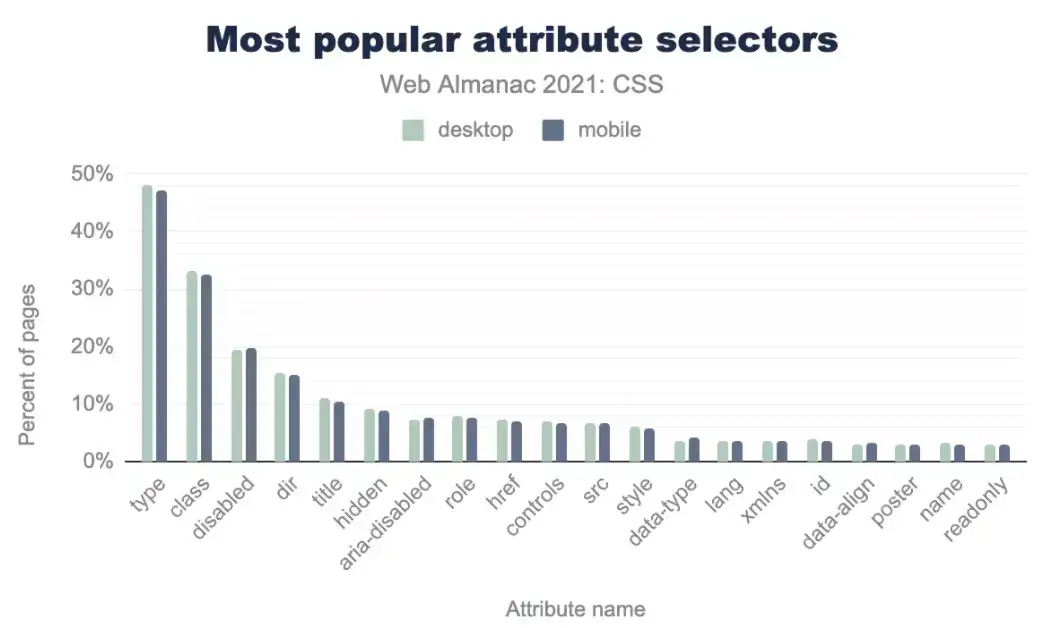 Most popular attribute selectors
Web Almanac 2021: CSS
desktop mobile
50%
40%
30%
20%
10%
0%
Percent of pages
type
class
disabled
dir
title
hidden
aria-disabled
role
href
controls
src
style
data-type
lang
xmlns
id
data-align
poster
name
readonly
Attribute name